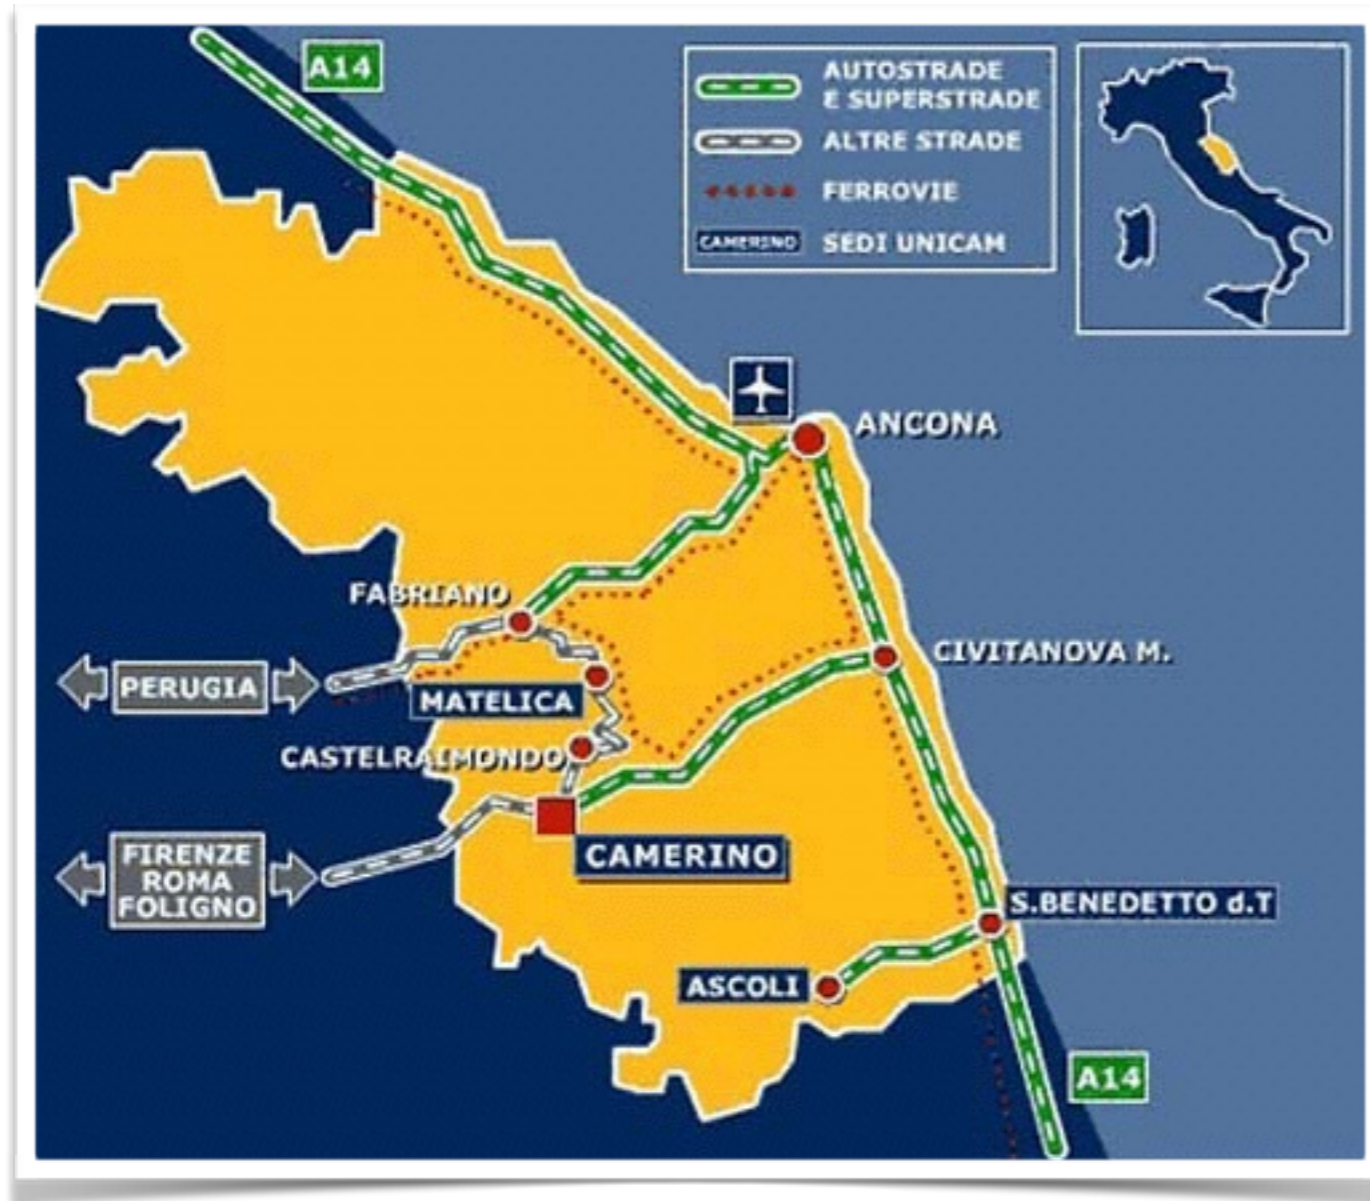 A14
AUTOSTRADE
E SUPERSTRADE
ALTRE STRADE
FERROVIE
CAMERINO SEDI UNICAM
ANCONA
FABRIANO
CIVITANOVA M.
PERUGIA
MATELICA
CASTELRAIMONDO
CAMERINO
FIRENZE
ROMA
FOLIGNO
S.BENEDETTO d.T
ASCOLI
A14